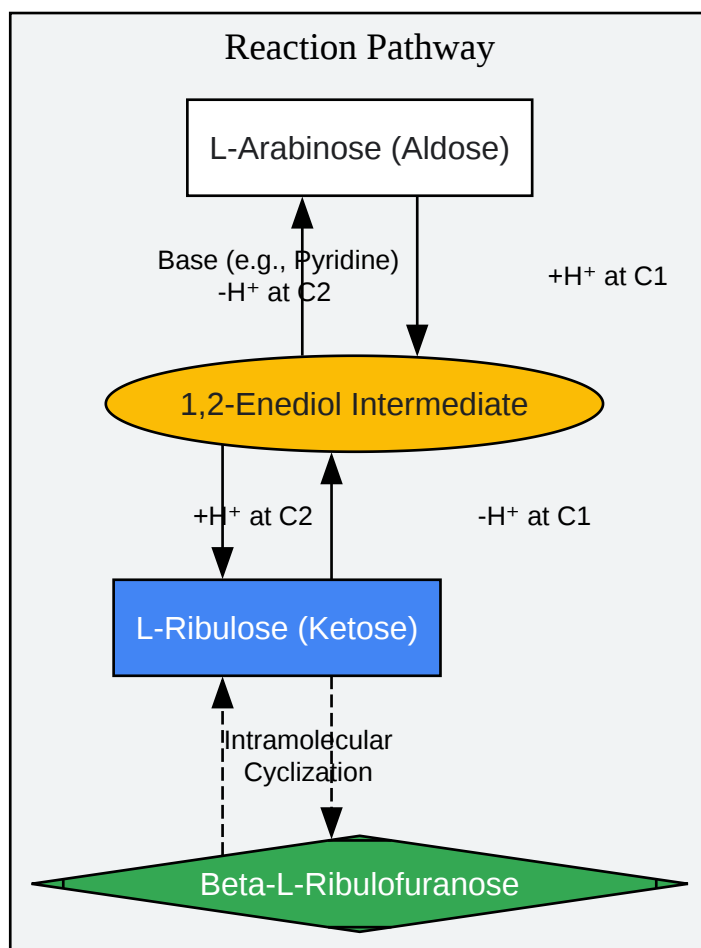 Reaction Pathway
L-Arabinose (Aldose)
Base (e.g., Pyridine)
-H⁺ at C2
+H⁺ at C1
1,2-Enediol Intermediate
+H⁺ at C2
-H⁺ at C1
L-Ribulose (Ketose)
Intramolecular
Cyclization
Beta-L-Ribulofuranose